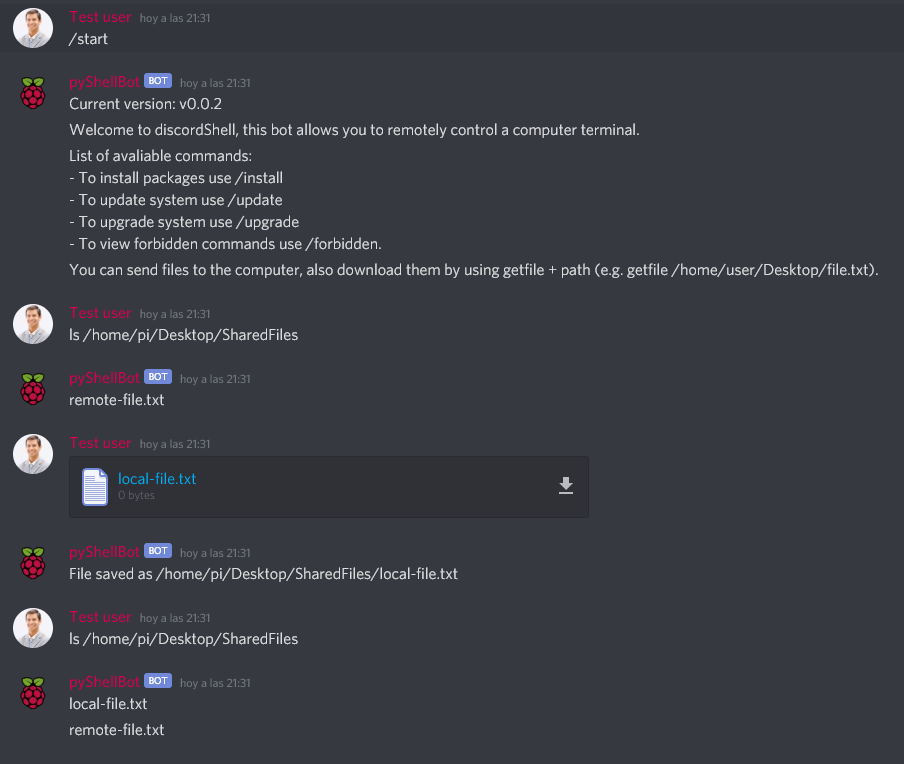 Test user hoy a las 21:31
/start
pyShellBot BOT hoy a las 21:31
Current version: v0.0.2
Welcome to discordShell, this bot allows you to remotely control a computer terminal.
List of avaliable commands:
- To install packages use /install
- To update system use /update
- To upgrade system use /upgrade
- To view forbidden commands use /forbidden.
You can send files to the computer, also download them by using getfile + path (e.g. getfile /home/user/Desktop/file.txt).
Test user hoy a las 21:31
ls /home/pi/Desktop/SharedFiles
pyShellBot BOT hoy a las 21:31
remote-file.txt
Test user hoy a las 21:31
local-file.txt
0 bytes
pyShellBot BOT hoy a las 21:31
File saved as /home/pi/Desktop/SharedFiles/local-file.txt
Test user hoy a las 21:31
ls /home/pi/Desktop/SharedFiles
pyShellBot BOT hoy a las 21:31
local-file.txt
remote-file.txt